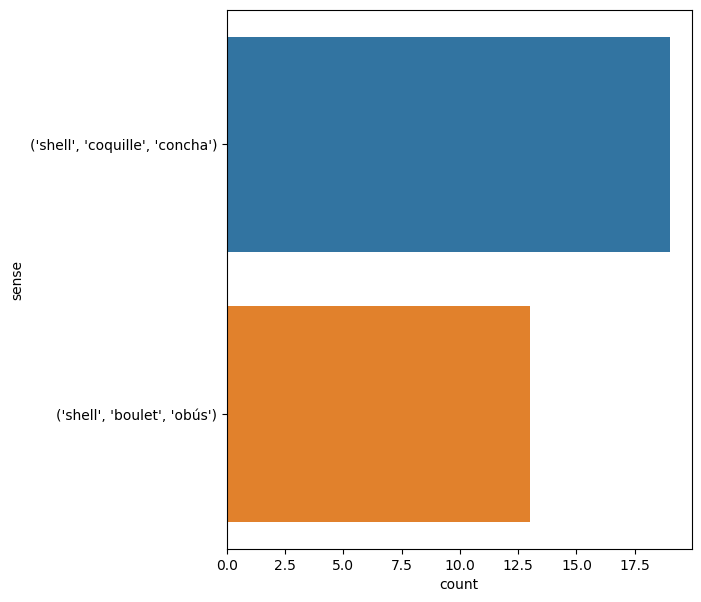 ('shell', 'coquille', 'concha')
sense
('shell', 'boulet', 'obús')
0.0 2.5 5.0 7.5 10.0 12.5 15.0 17.5
count